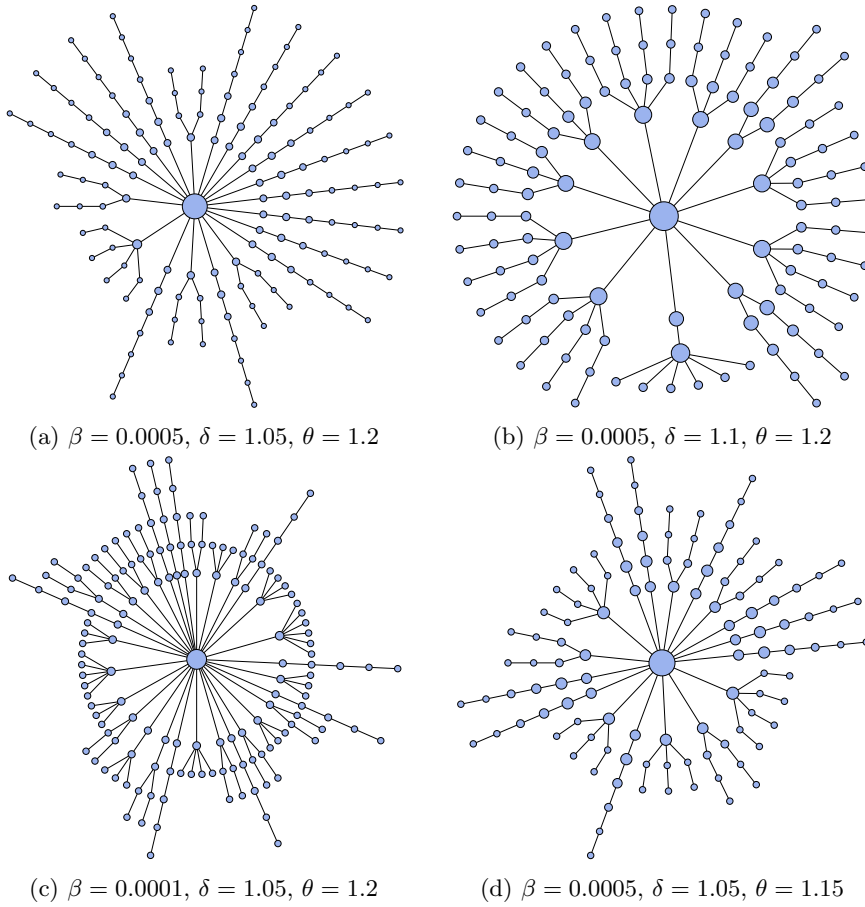 (a) β = 0.0005, δ = 1.05, θ = 1.2
(b) β = 0.0005, δ = 1.1, θ = 1.2
(c) β = 0.0001, δ = 1.05, θ = 1.2
(d) β = 0.0005, δ = 1.05, θ = 1.15